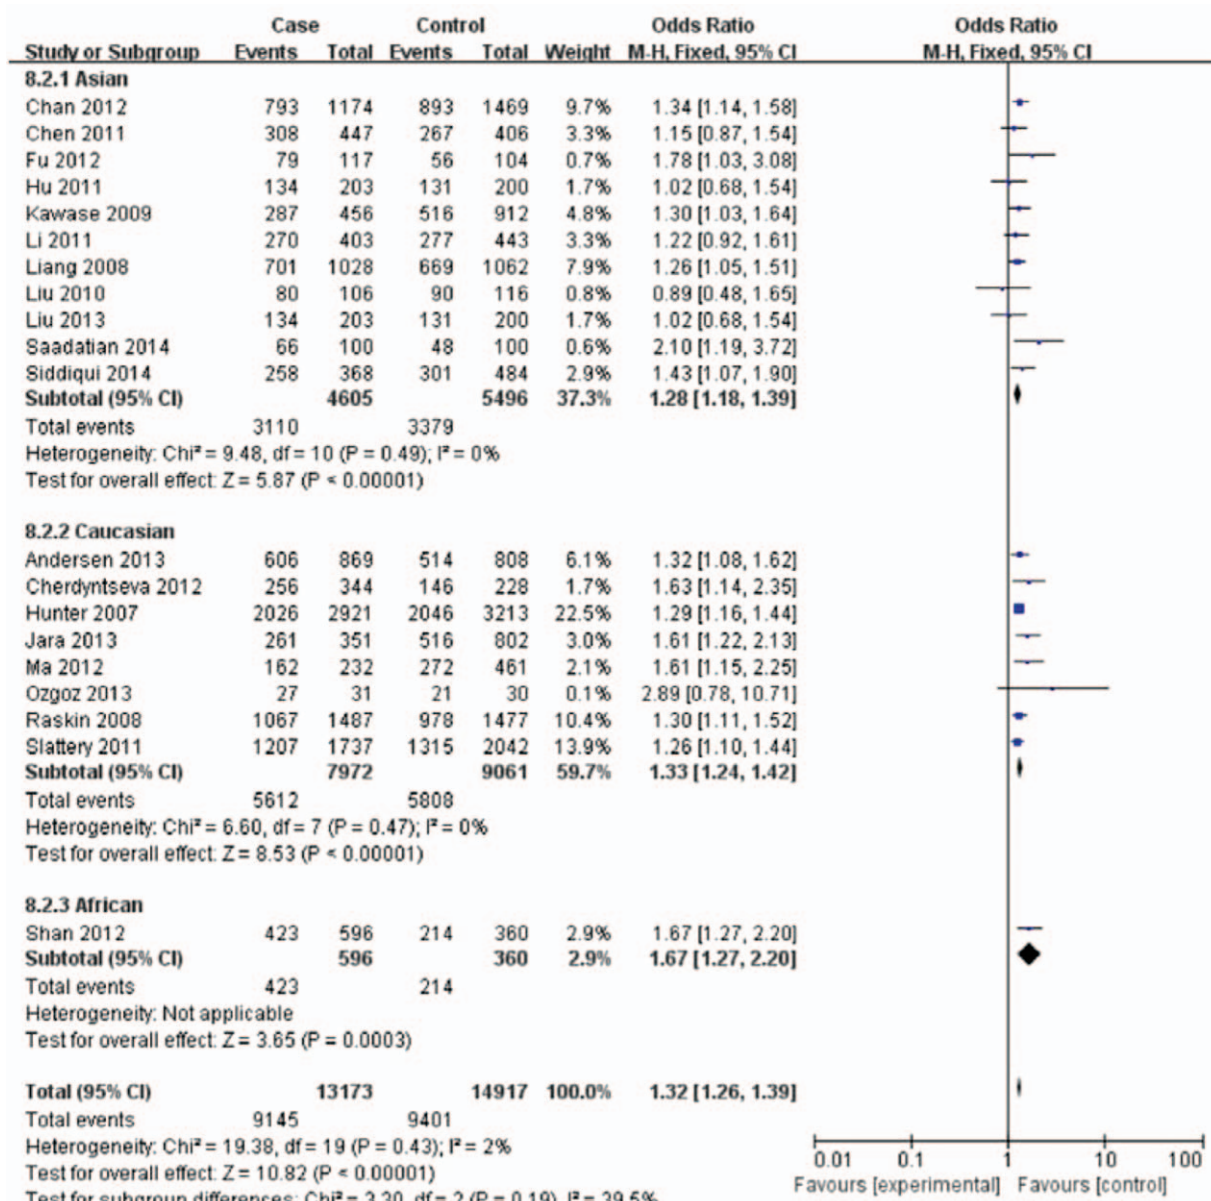 Case Control Odds Ratio Odds Ratio
Study or Subgroup Events Total Events Total Weight M-H, Fixed, 95% CI M-H, Fixed, 95% CI
8.2.1 Asian
Chan 2012 793 1174 893 1469 9.7% 1.34 [1.14, 1.58]
Chen 2011 308 447 267 406 3.3% 1.15 [0.87, 1.54]
Fu 2012 79 117 56 104 0.7% 1.78 [1.03, 3.08]
Hu 2011 134 203 131 200 1.7% 1.02 [0.68, 1.54]
Kawase 2009 287 456 516 912 4.8% 1.30 [1.03, 1.64]
Li 2011 270 403 277 443 3.3% 1.22 [0.92, 1.61]
Liang 2008 701 1028 669 1062 7.9% 1.26 [1.05, 1.51]
Liu 2010 80 106 90 116 0.8% 0.89 [0.48, 1.65]
Liu 2013 134 203 131 200 1.7% 1.02 [0.68, 1.54]
Saadatian 2014 66 100 48 100 0.6% 2.10 [1.19, 3.72]
Siddiqui 2014 258 368 301 484 2.9% 1.43 [1.07, 1.90]
Subtotal (95% CI) 4605 5496 37.3% 1.28 [1.18, 1.39]
Total events 3110 3379
Heterogeneity: Chi² = 9.48, df = 10 (P = 0.49); I² = 0%
Test for overall effect: Z = 5.87 (P < 0.00001)
8.2.2 Caucasian
Andersen 2013 606 869 514 808 6.1% 1.32 [1.08, 1.62]
Cherdyntseva 2012 256 344 146 228 1.7% 1.63 [1.14, 2.35]
Hunter 2007 2026 2921 2046 3213 22.5% 1.29 [1.16, 1.44]
Jara 2013 261 351 516 802 3.0% 1.61 [1.22, 2.13]
Ma 2012 162 232 272 461 2.1% 1.61 [1.15, 2.25]
Ozgoz 2013 27 31 21 30 0.1% 2.89 [0.78, 10.71]
Raskin 2008 1067 1487 978 1477 10.4% 1.30 [1.11, 1.52]
Slattery 2011 1207 1737 1315 2042 13.9% 1.26 [1.10, 1.44]
Subtotal (95% CI) 7972 9061 59.7% 1.33 [1.24, 1.42]
Total events 5612 5808
Heterogeneity: Chi² = 6.60, df = 7 (P = 0.47); I² = 0%
Test for overall effect: Z = 8.53 (P < 0.00001)
8.2.3 African
Shan 2012 423 596 214 360 2.9% 1.67 [1.27, 2.20]
Subtotal (95% CI) 596 360 2.9% 1.67 [1.27, 2.20]
Total events 423 214
Heterogeneity: Not applicable
Test for overall effect: Z = 3.65 (P = 0.0003)
Total (95% CI) 13173 14917 100.0% 1.32 [1.26, 1.39]
Total events 9145 9401
Heterogeneity: Chi² = 19.38, df = 19 (P = 0.43); I² = 2%
Test for overall effect: Z = 10.82 (P < 0.00001)
Test for subgroup differences: Chi² = 3.30, df = 2 (P = 0.19), I² = 39.5%
0.01 0.1 1 10 100
Favours [experimental] Favours [control]